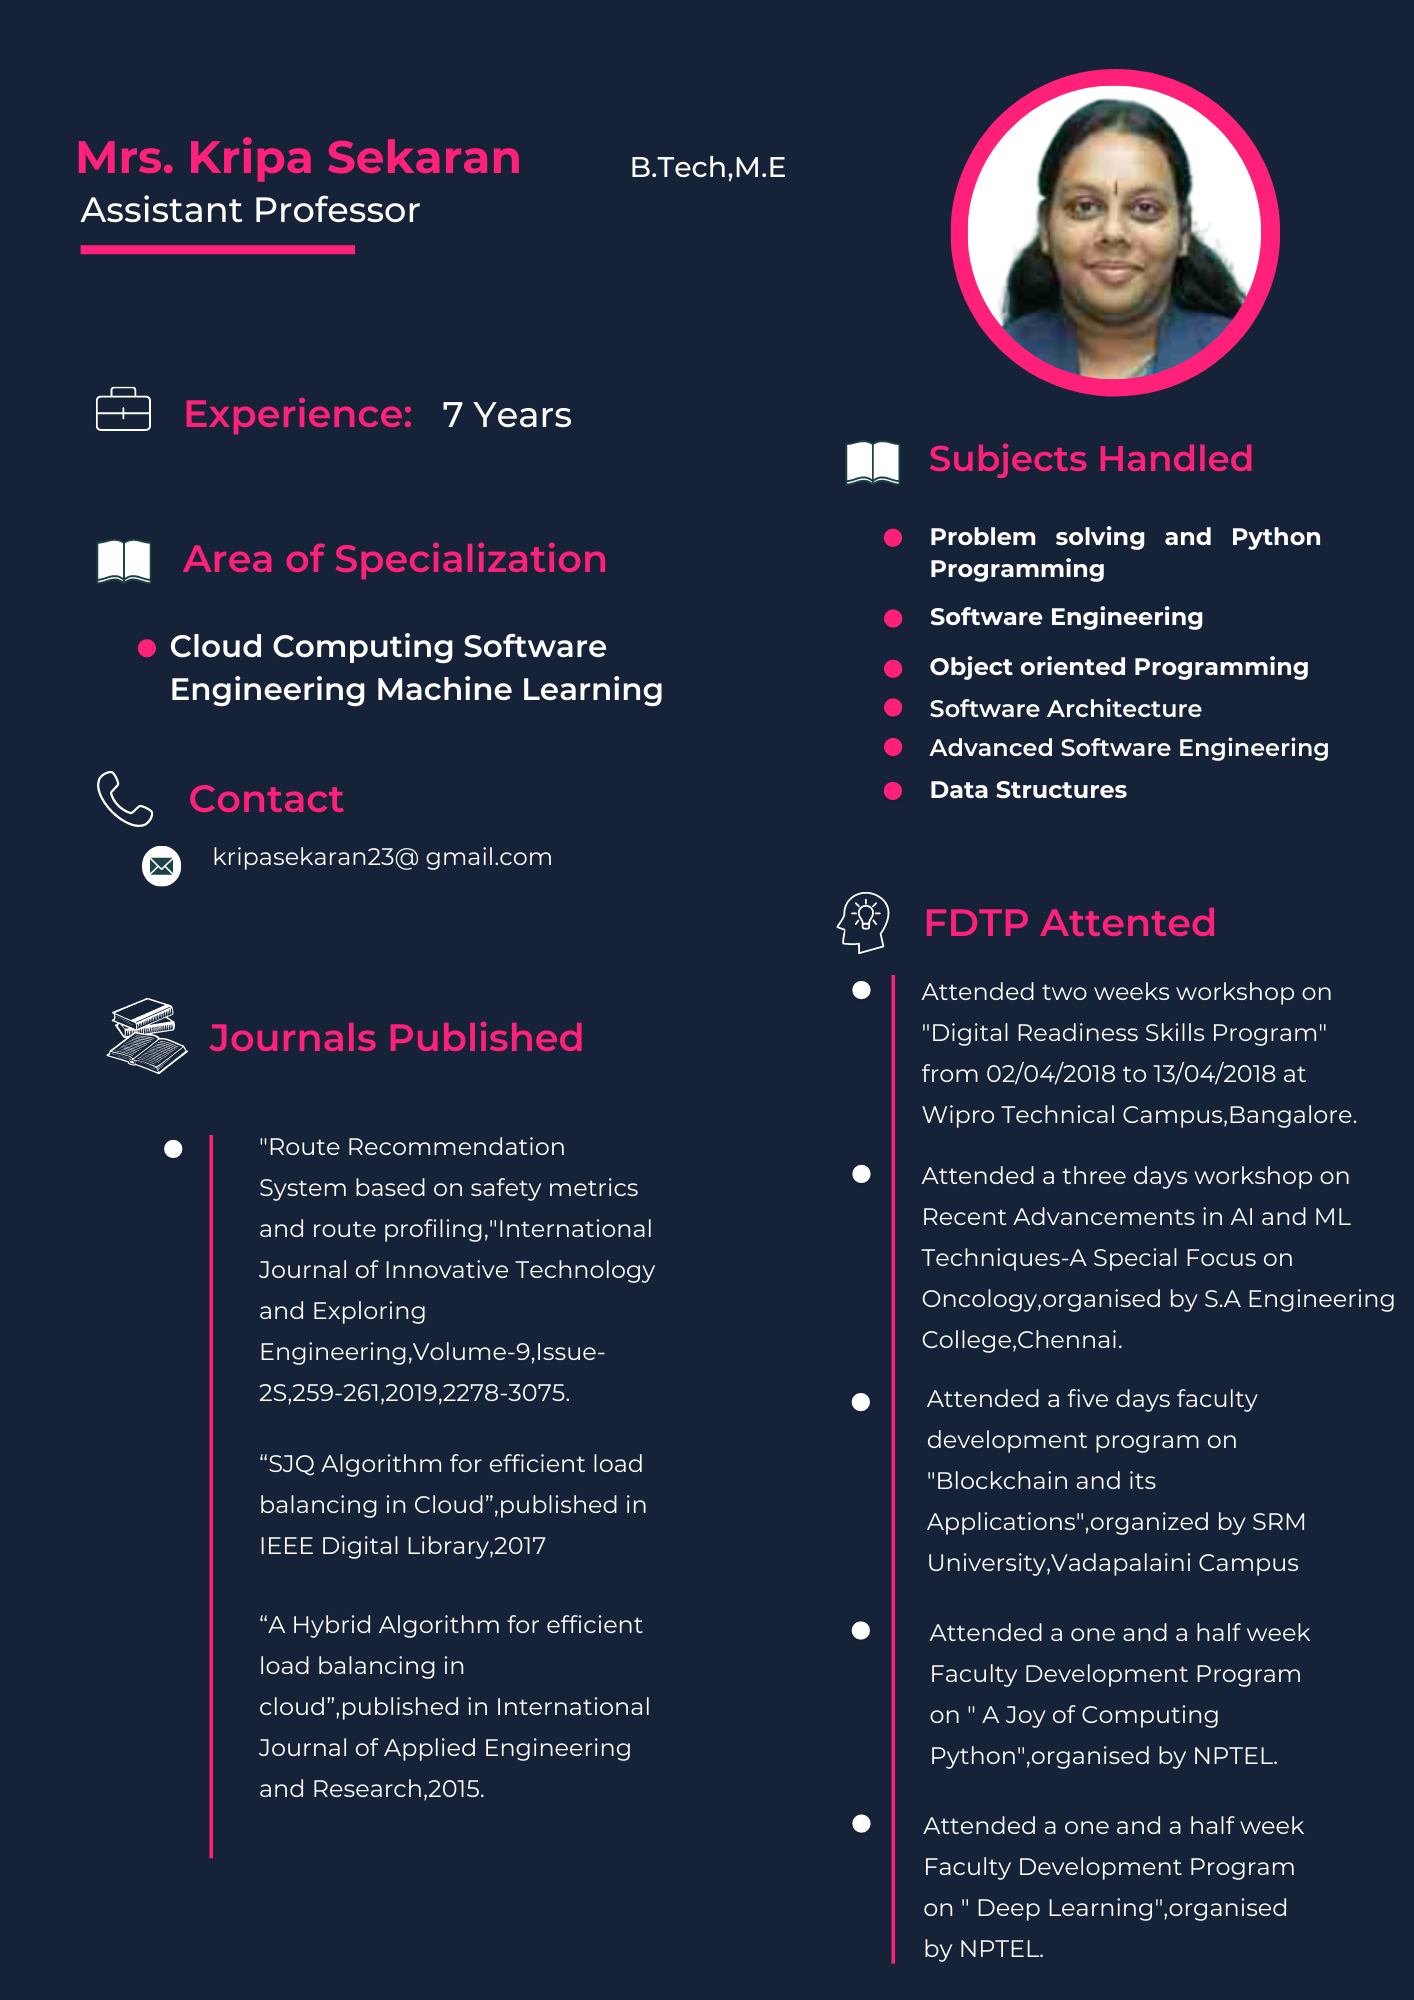 Mrs. Kripa Sekaran
B.Tech,M.E
Assistant Professor
Experience: 7 Years
Area of Specialization
Cloud Computing Software
Engineering Machine Learning
Contact
kripasekaran23@ gmail.com
Journals Published
"Route Recommendation
System based on safety metrics
and route profiling,"International
Journal of Innovative Technology
and Exploring
Engineering,Volume-9,Issue-
2S,259-261,2019,2278-3075.
“SJQ Algorithm for efficient load
balancing in Cloud”,published in
IEEE Digital Library,2017
“A Hybrid Algorithm for efficient
load balancing in
cloud”,published in International
Journal of Applied Engineering
and Research,2015.
Subjects Handled
Problem solving and Python
Programming
Software Engineering
Object oriented Programming
Software Architecture
Advanced Software Engineering
Data Structures
FDTP Attented
Attended two weeks workshop on
"Digital Readiness Skills Program"
from 02/04/2018 to 13/04/2018 at
Wipro Technical Campus,Bangalore.
Attended a three days workshop on
Recent Advancements in AI and ML
Techniques-A Special Focus on
Oncology,organised by S.A Engineering
College,Chennai.
Attended a five days faculty
development program on
"Blockchain and its
Applications",organized by SRM
University,Vadapalaini Campus
Attended a one and a half week
Faculty Development Program
on " A Joy of Computing
Python",organised by NPTEL.
Attended a one and a half week
Faculty Development Program
on " Deep Learning",organised
by NPTEL.